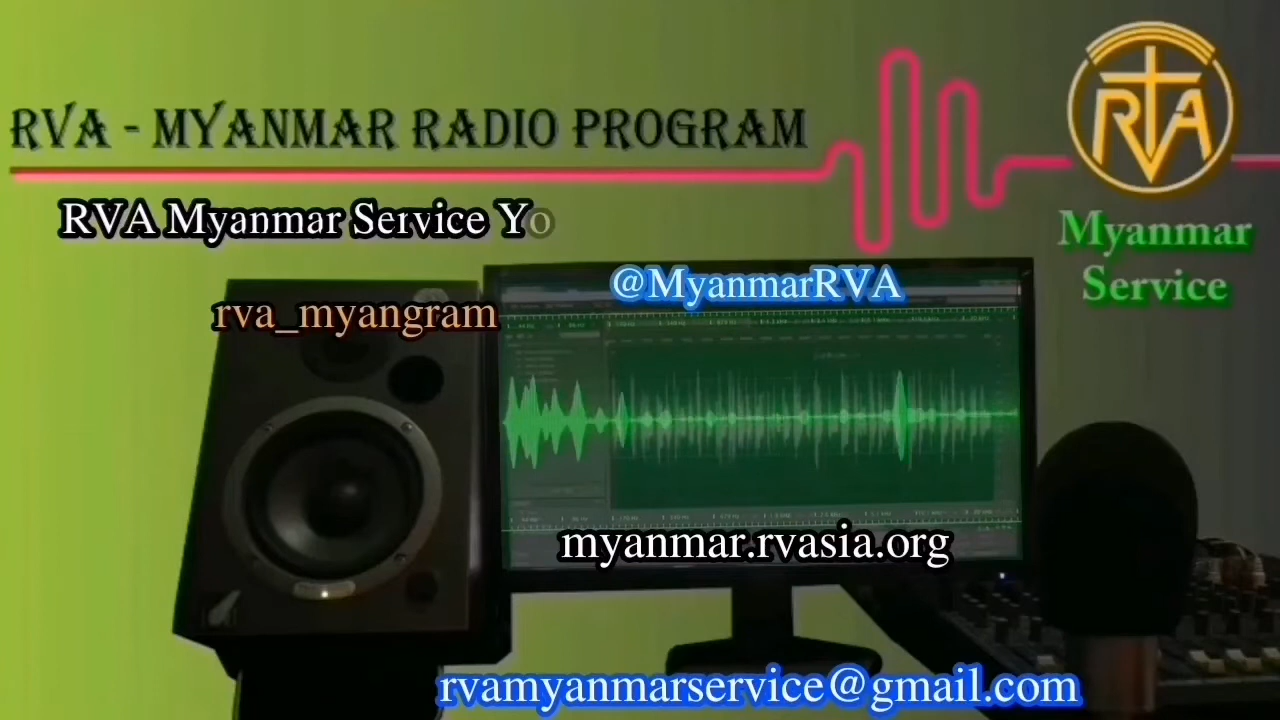 RVA - MYANMAR RADIO PROGRAM
RVA
Myanmar
Service
RVA Myanmar Service Yo
@MyanmarRVA
rva_myangram
myanmar.rvasia.org
rvamyanmarservice@gmail.com